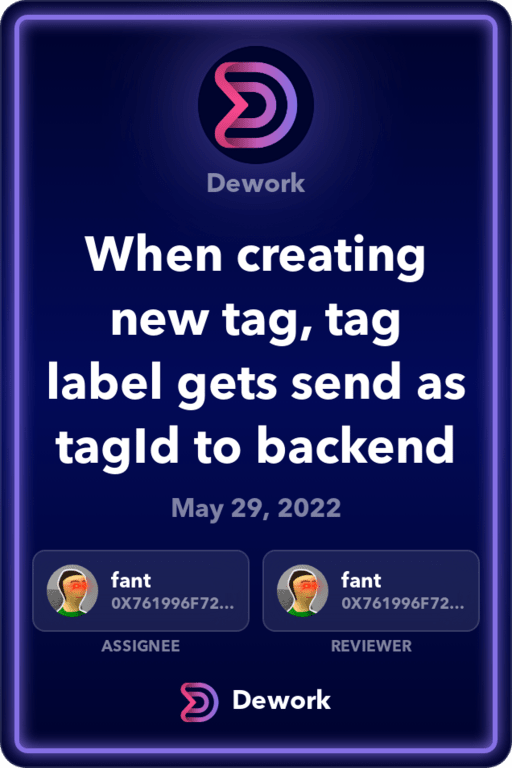 Dework
When creating
new tag, tag
label gets send as
tagId to backend
May 29, 2022
fant
0X761996F72...
ASSIGNEE
fant
0X761996F72...
REVIEWER
Dework